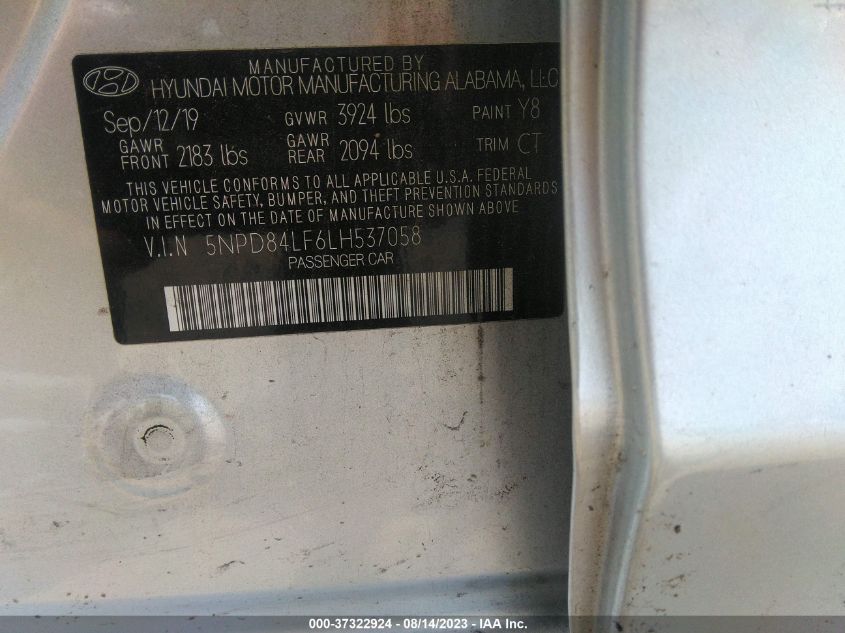 MANUFACTURED BY
HYUNDAI MOTOR MANUFACTURING ALABAMA, LLC
Sep/12/19 GVWR 3924 lbs PAINT Y8
GAWR FRONT 2183 lbs GAWR REAR 2094 lbs TRIM CT
THIS VEHICLE CONFORMS TO ALL APPLICABLE U.S.A. FEDERAL
MOTOR VEHICLE SAFETY, BUMPER, AND THEFT PREVENTION STANDARDS
IN EFFECT ON THE DATE OF MANUFACTURE SHOWN ABOVE
V.I.N 5NPD84LF6LH537058
PASSENGER CAR
000-37322924 - 08/14/2023 - IAA Inc.